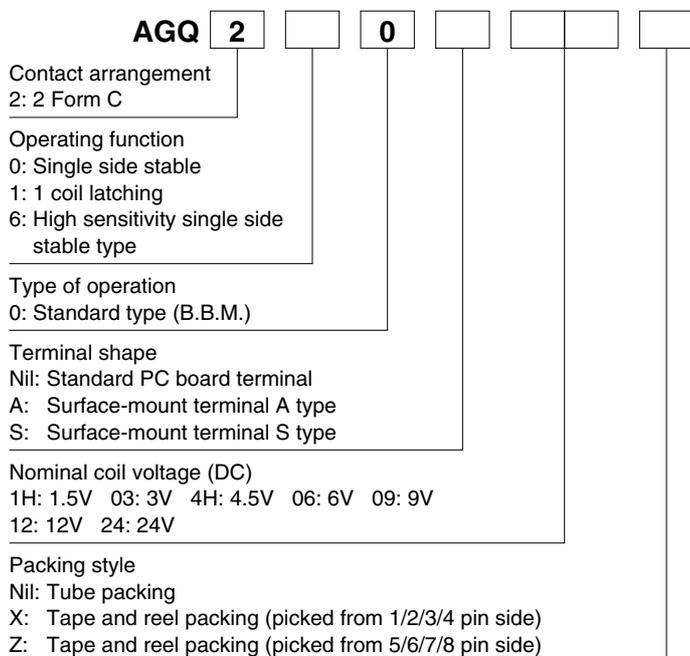 AGQ 2 0
Contact arrangement
2: 2 Form C
Operating function
0: Single side stable
1: 1 coil latching
6: High sensitivity single side
stable type
Type of operation
0: Standard type (B.B.M.)
Terminal shape
Nil: Standard PC board terminal
A: Surface-mount terminal A type
S: Surface-mount terminal S type
Nominal coil voltage (DC)
1H: 1.5V 03: 3V 4H: 4.5V 06: 6V 09: 9V
12: 12V 24: 24V
Packing style
Nil: Tube packing
X: Tape and reel packing (picked from 1/2/3/4 pin side)
Z: Tape and reel packing (picked from 5/6/7/8 pin side)